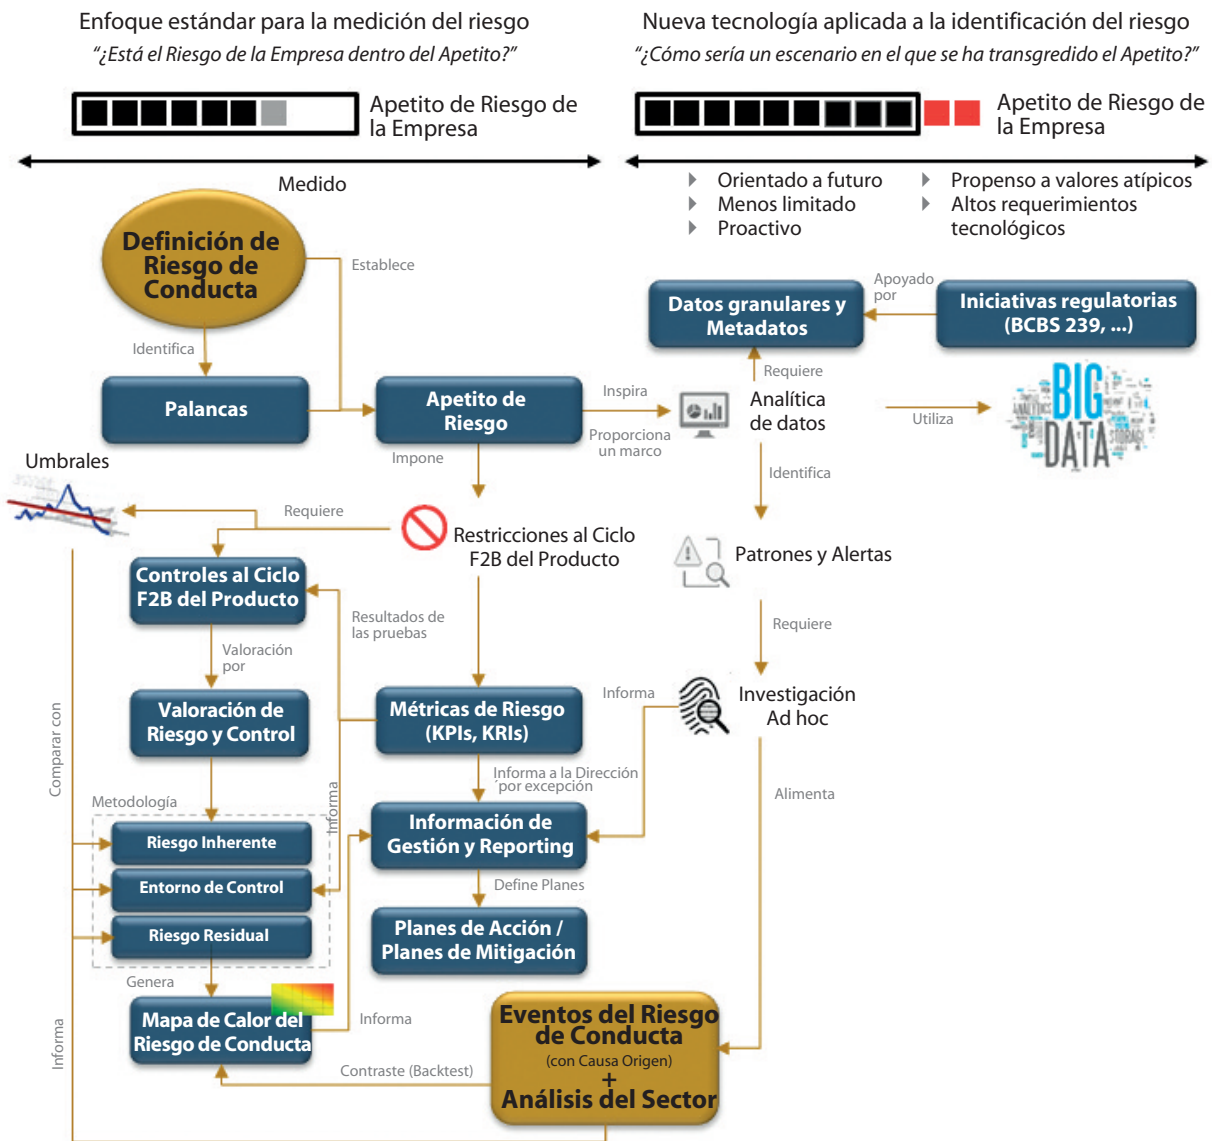 Enfoque estándar para la medición del riesgo
“¿Está el Riesgo de la Empresa dentro del Apetito?”
Apetito de Riesgo de
la Empresa
Medido
Nueva tecnología aplicada a la identificación del riesgo
“¿Cómo sería un escenario en el que se ha transgredido el Apetito?”
Apetito de Riesgo de
la Empresa
Orientado a futuro
Menos limitado
Proactivo
Propenso a valores atípicos
Altos requerimientos
tecnológicos
Definición de
Riesgo de
Conducta
Establece
Identifica
Palancas
Apetito de
Riesgo
Inspira
Proporciona
un marco
Datos granulares y
Metadatos
Apoyado
por
Iniciativas regulatorias
(BCBS 239, ...)
Requiere
Analítica
de datos
Utiliza
BIG
DATA
ANALYTICS
STORAGE
Umbrales
Impone
Requiere
Restricciones al Ciclo
F2B del Producto
Identifica
Patrones y Alertas
Controles al Ciclo
F2B del Producto
Resultados de
las pruebas
Requiere
Valoración
por
Valoración de
Riesgo y Control
Métricas de Riesgo
(KPIs, KRIs)
Informa
Investigación
Ad hoc
Comparar con
Informa a la Dirección
´por excepción
Alimenta
Metodología
Informa
Riesgo Inherente
Entorno de Control
Riesgo Residual
Información de
Gestión y Reporting
Define Planes
Planes de Acción /
Planes de Mitigación
Genera
Mapa de Calor del
Riesgo de Conducta
Informa
Informa
Contraste (Backtest)
Eventos del Riesgo
de Conducta
(con Causa Origen)
+
Análisis del Sector